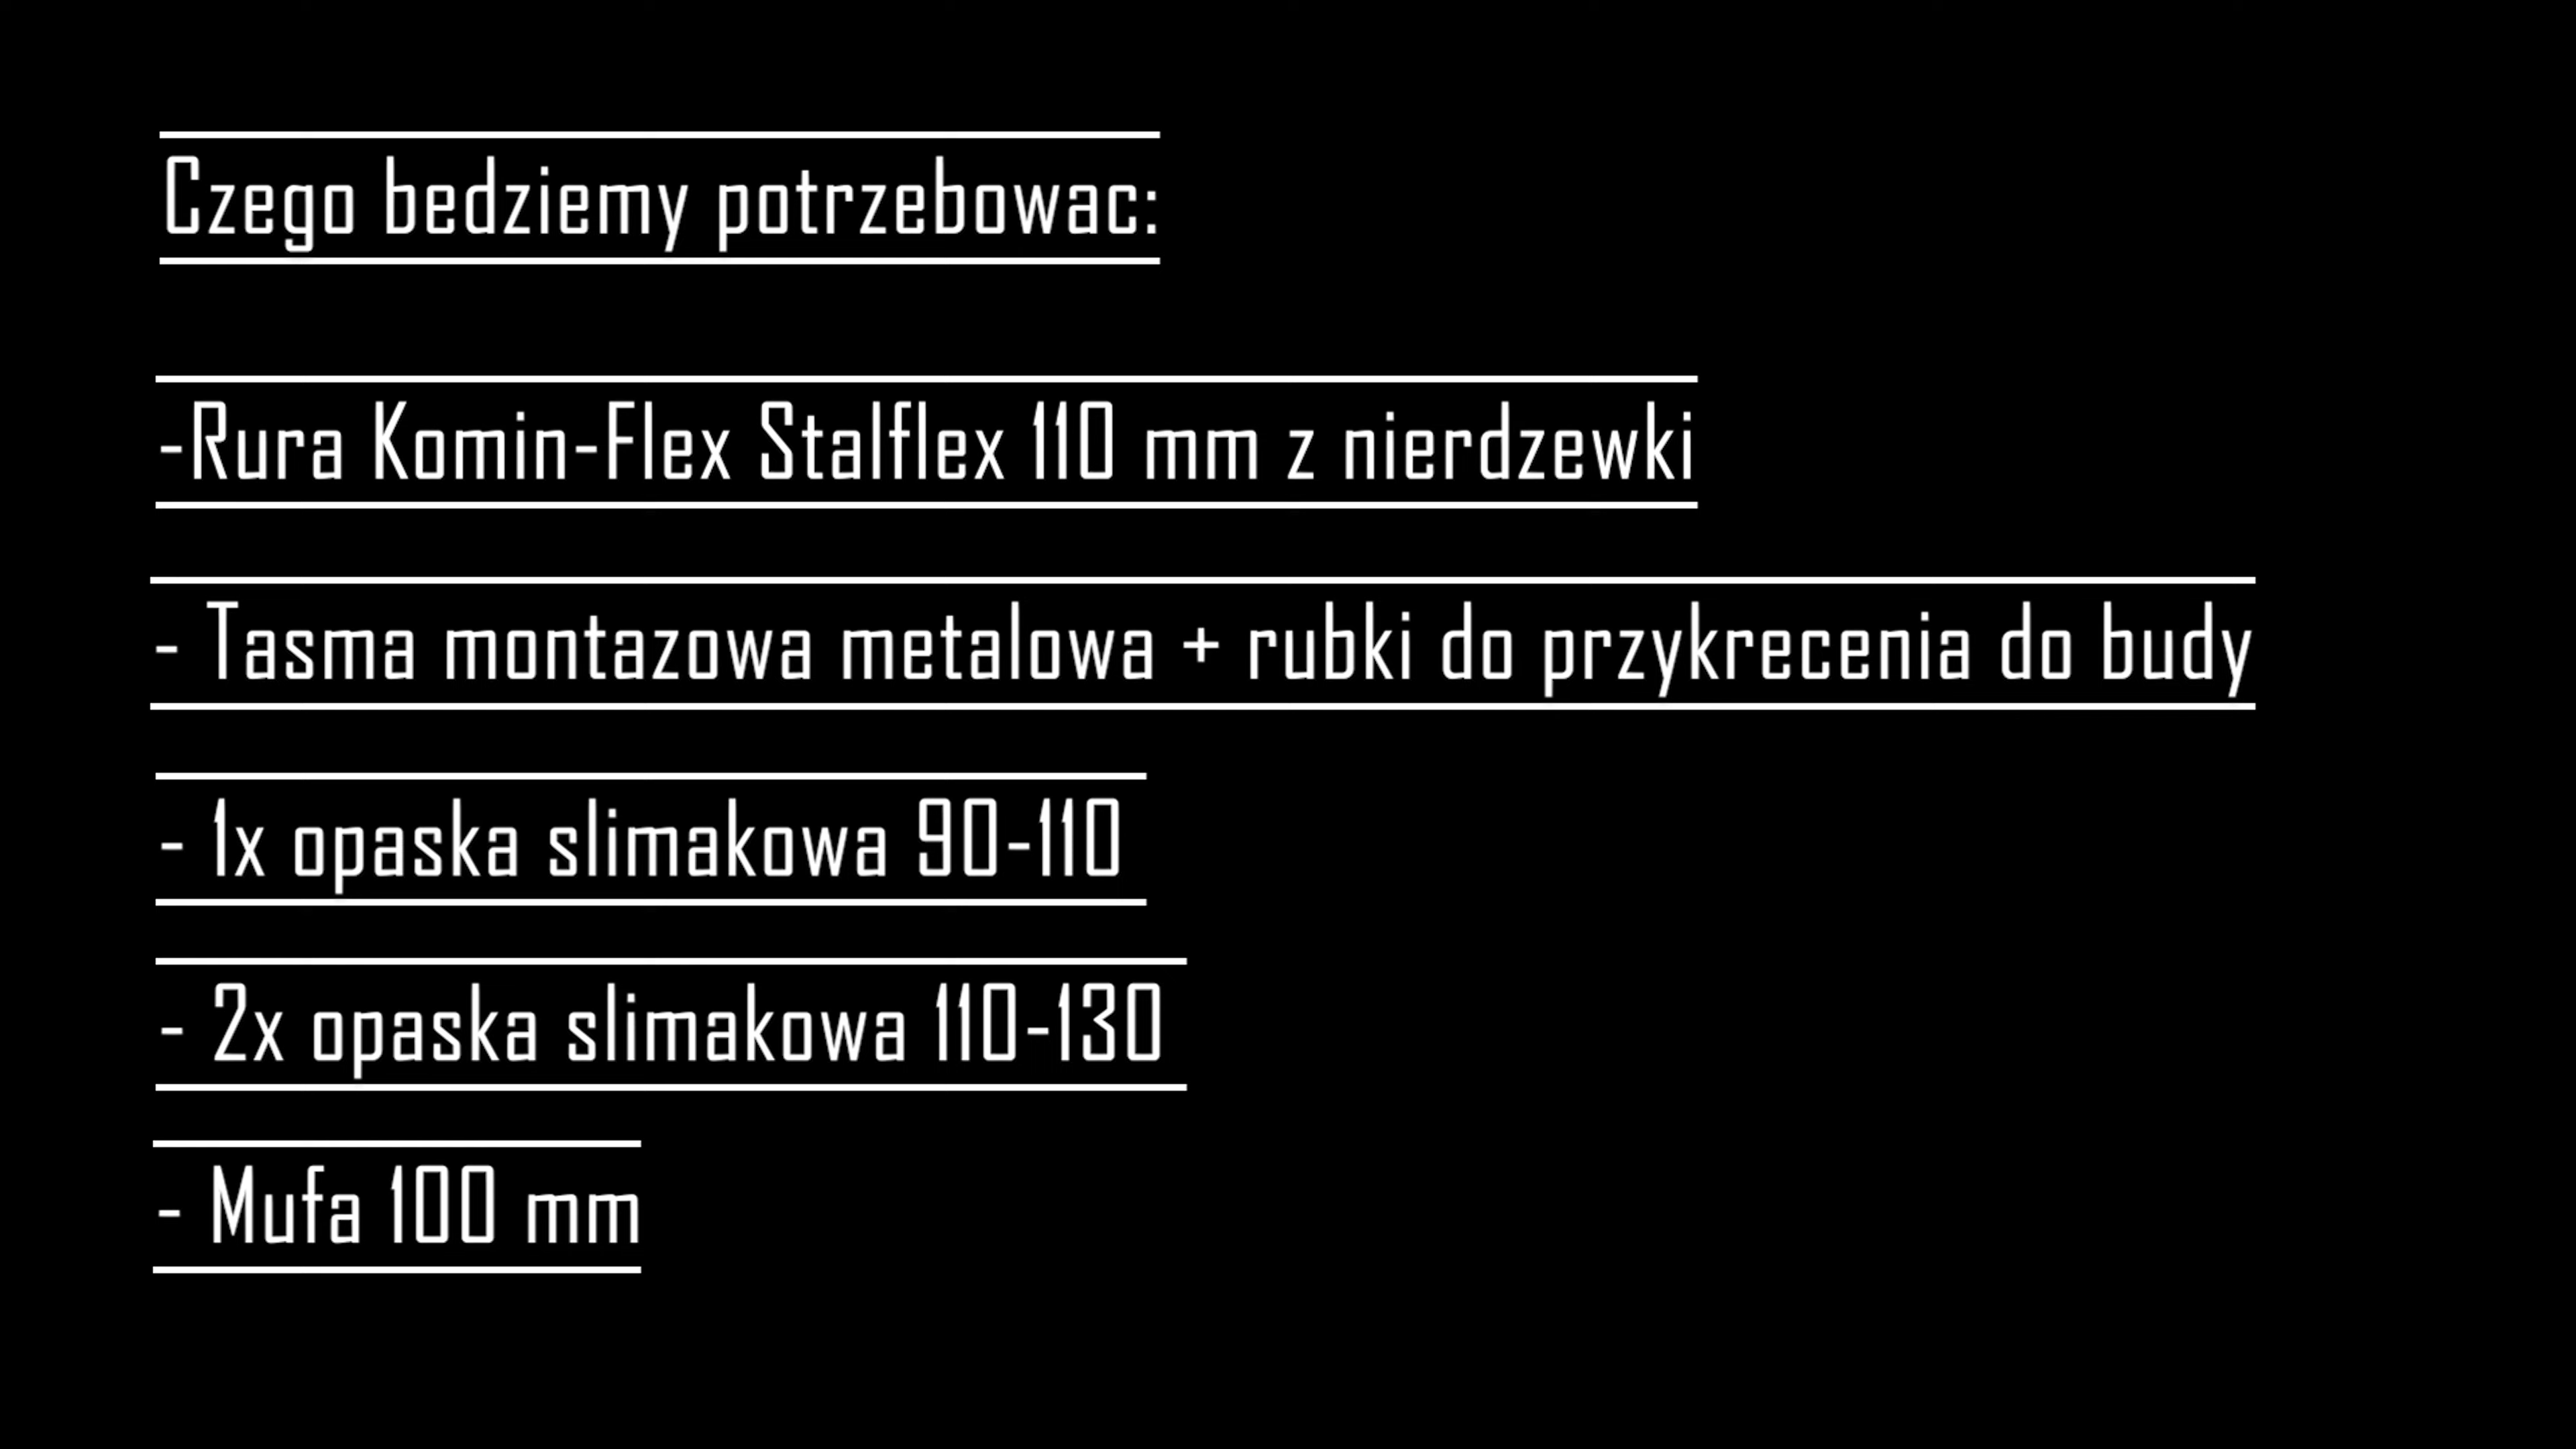 Czego bedziemy potrzebowac:
-Rura Komin-Flex Stalflex 110 mm z nierdzewki
- Tasma montazowa metalowa + rubki do przykrecenia do budy
- 1x opaska slimakowa 90-110
- 2x opaska slimakowa 110-130
- Mufa 100 mm